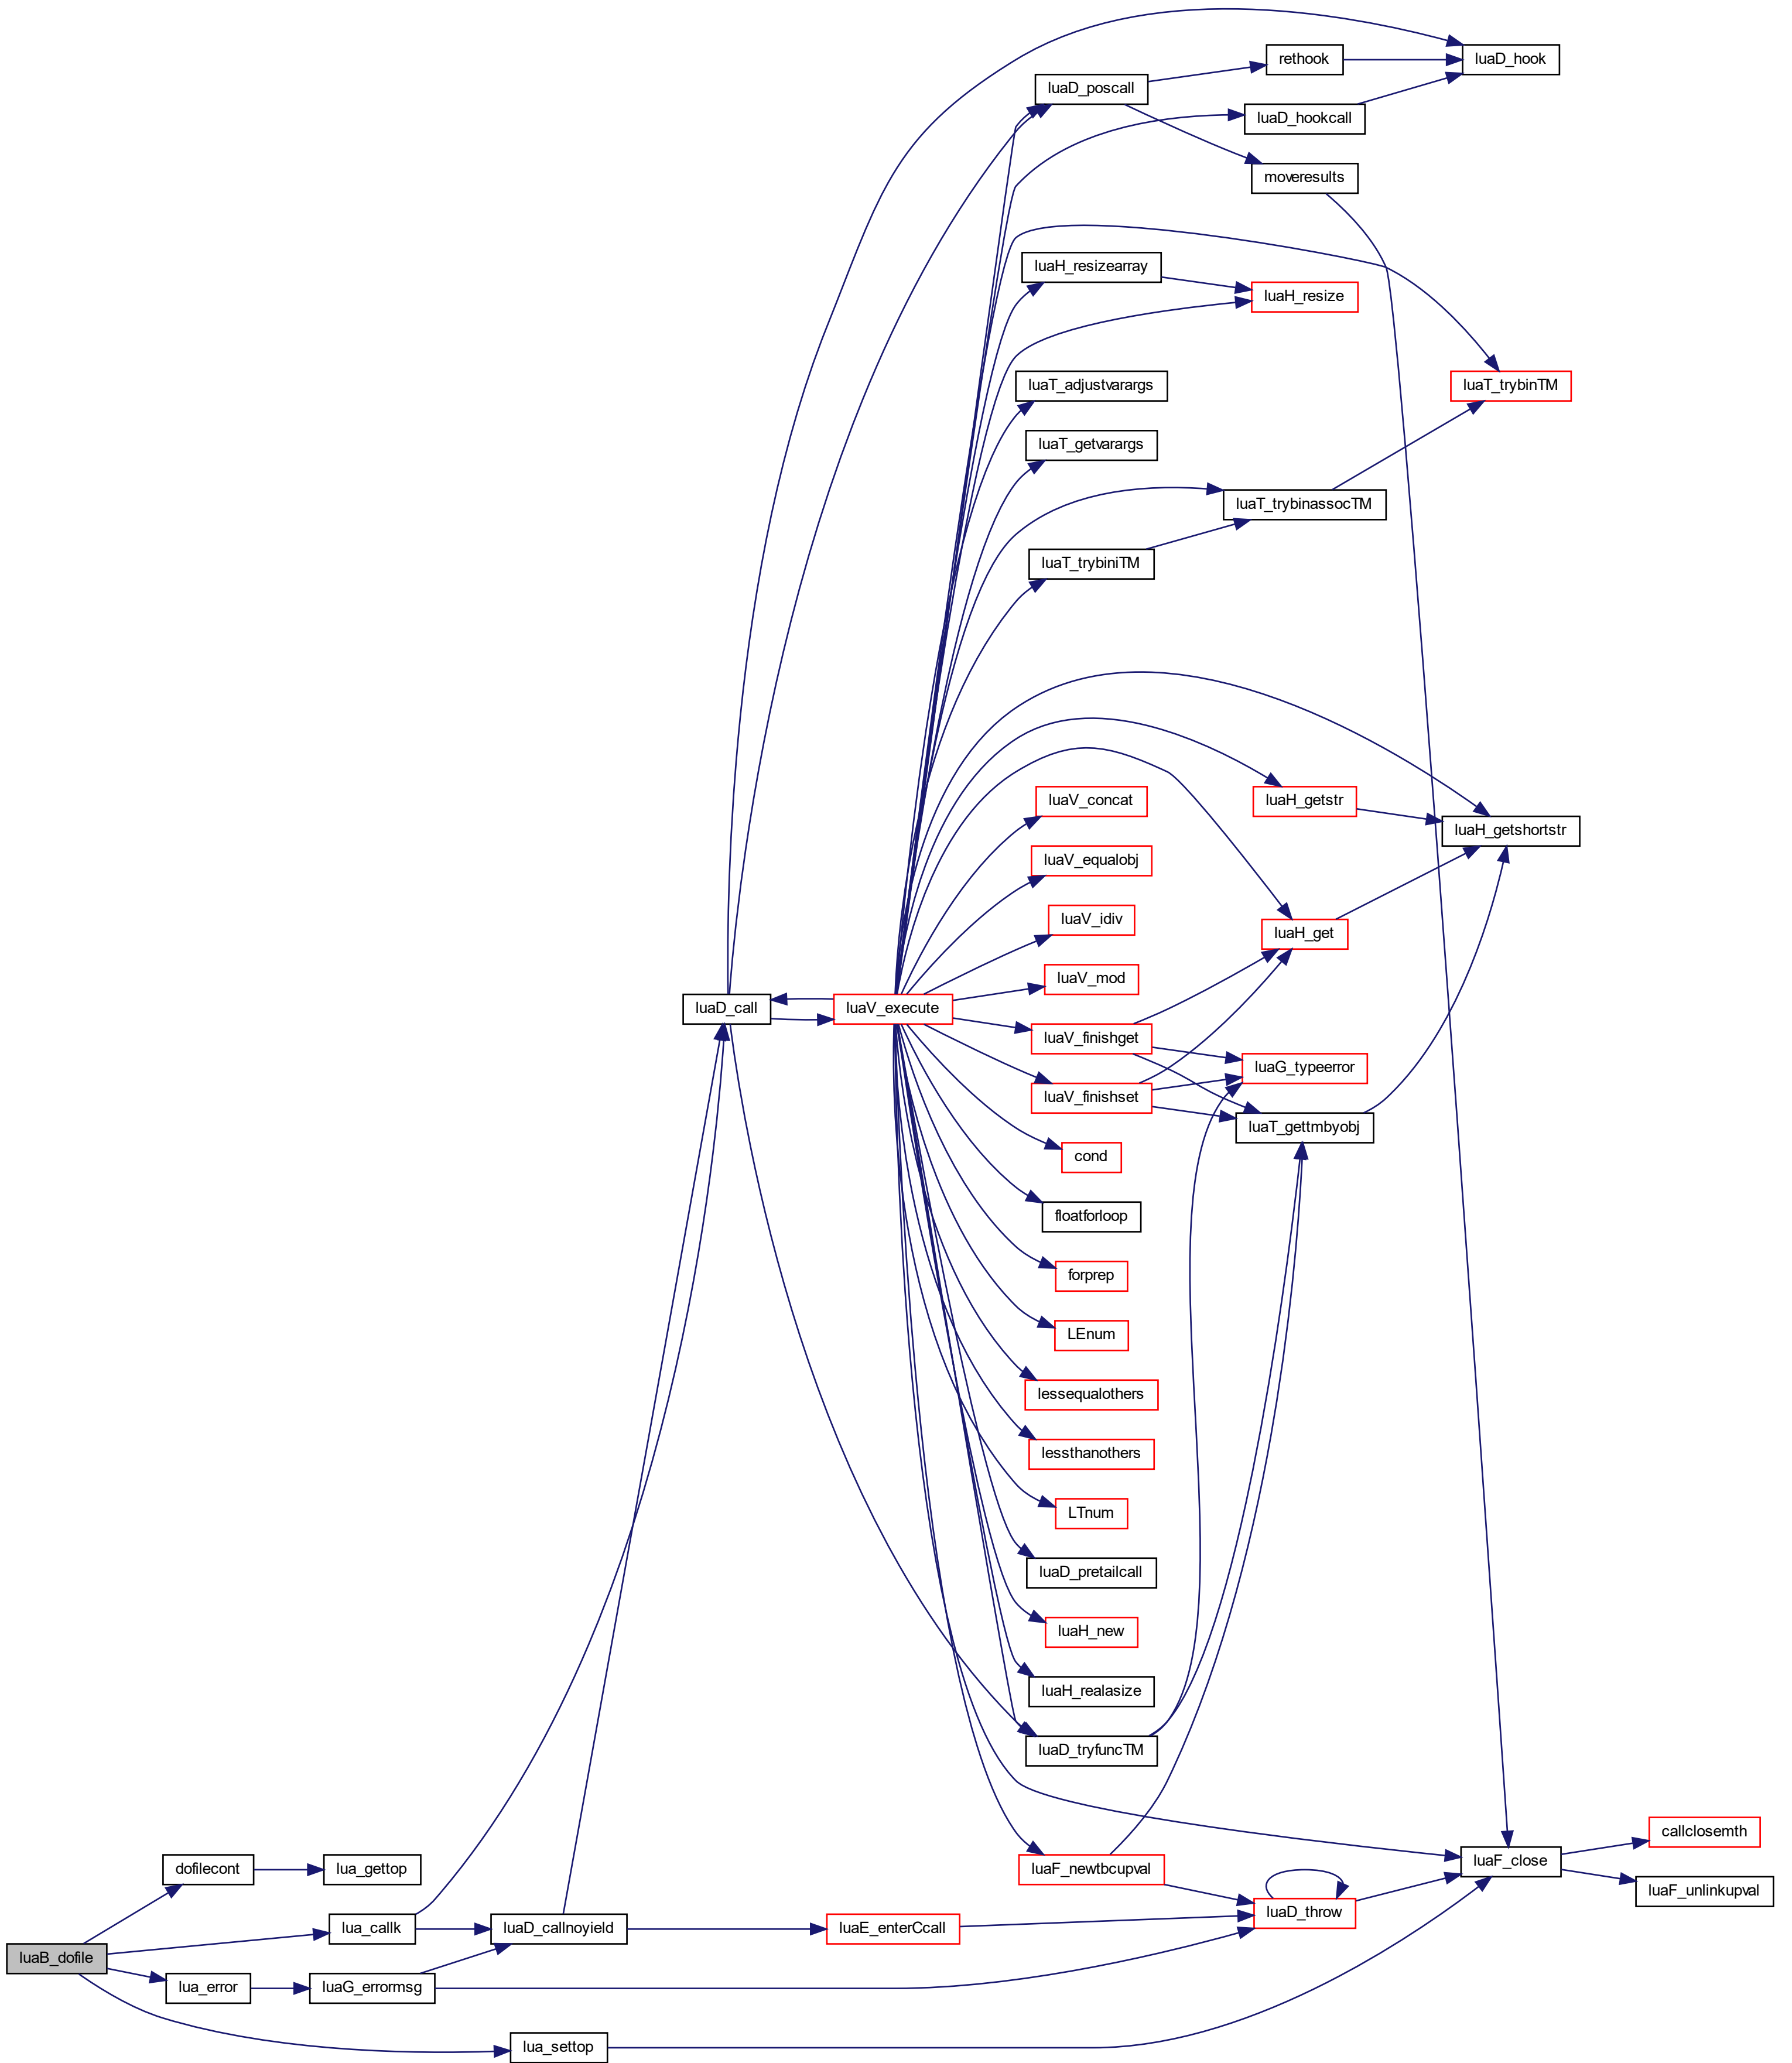 rethook
luaD_hook
luaD_poscall
luaD_hookcall
moveresults
luaH_resizearray
luaH_resize
luaT_adjustvarargs
luaT_trybinTM
luaT_getvarargs
luaT_trybinassocTM
luaT_trybiniTM
luaV_concat
luaH_getstr
luaH_getshortstr
luaV_equalobj
luaV_idiv
luaH_get
luaV_mod
luaD_call
luaV_execute
luaV_finishget
luaG_typeerror
luaV_finishset
luaT_gettmbyobj
cond
floatforloop
forprep
LEnum
lessequalothers
lessthanothers
LTnum
luaD_pretailcall
luaH_new
luaH_realasize
luaD_tryfuncTM
callclosemth
luaF_close
dofilecont
lua_gettop
luaF_newtbcupval
luaF_unlinkupval
luaD_throw
lua_callk
luaD_callnoyield
luaE_enterCcall
luaB_dofile
lua_error
luaG_errormsg
lua_settop